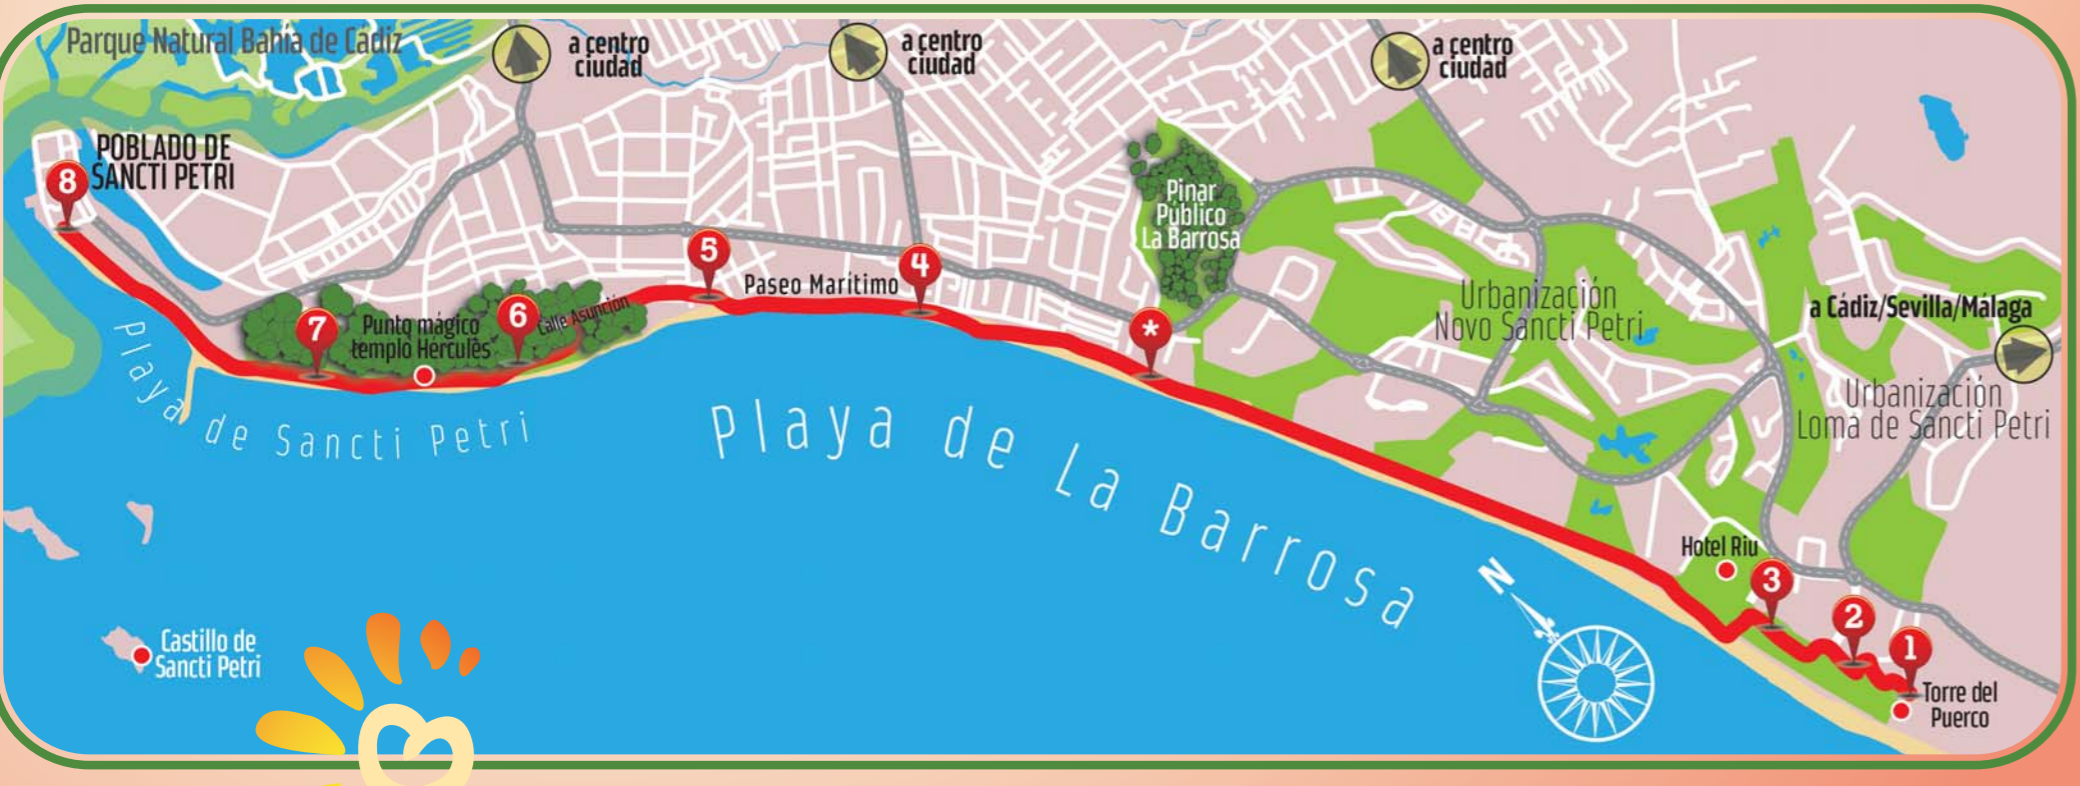 Parque Natural Bahía de Cádiz
a centro
ciudad
a centro
ciudad
a centro
ciudad
POBLADO DE
SANCTI PETRI
8
Pinar
Público
La Barrosa
5
Paseo Marítimo
4
Calle Asunción
6
7
Punto mágico
templo Hércules
*
Urbanización
Novo Sancti Petri
a Cádiz/Sevilla/Málaga
Urbanización
Loma de Sancti Petri
Playa de Sancti Petri
Playa de La Barrosa
Hotel Riu
3
2
1
Torre del
Puerco
N
Castillo de
Sancti Petri